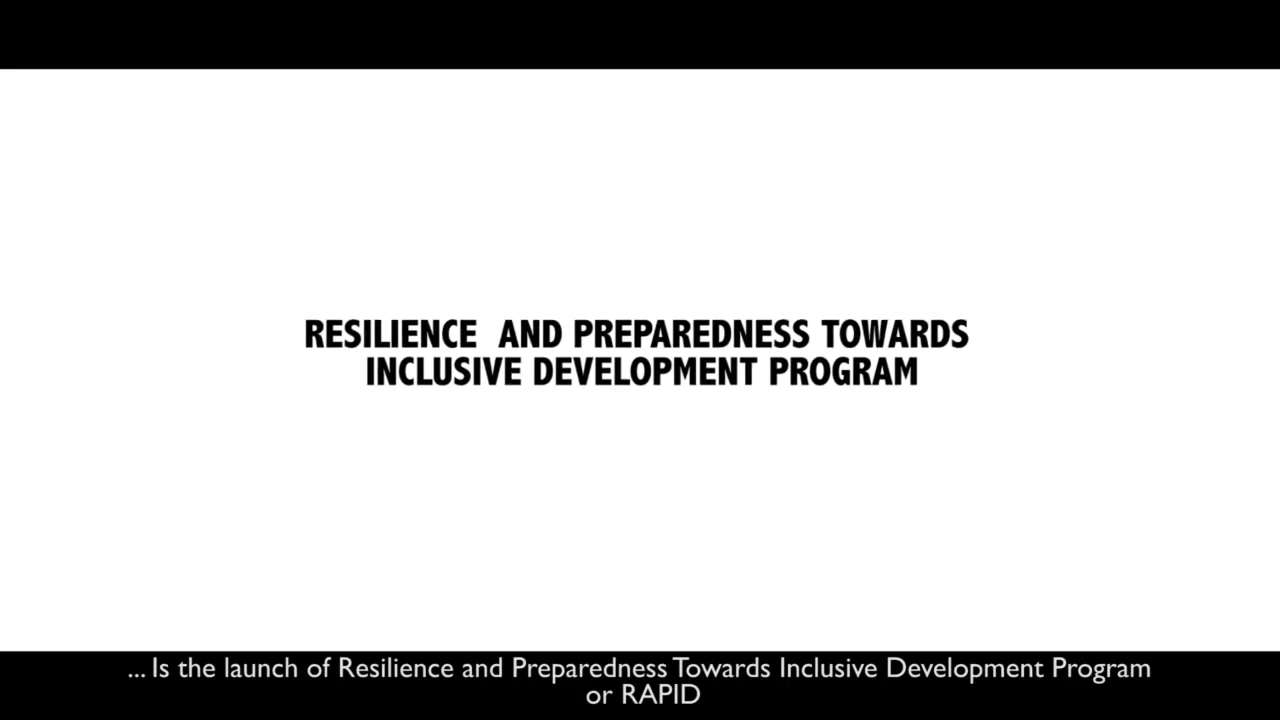 RESILIENCE  AND PREPAREDNESS TOWARDS
INCLUSIVE DEVELOPMENT PROGRAM
... Is the launch of Resilience and Preparedness Towards Inclusive Development Program
or RAPID